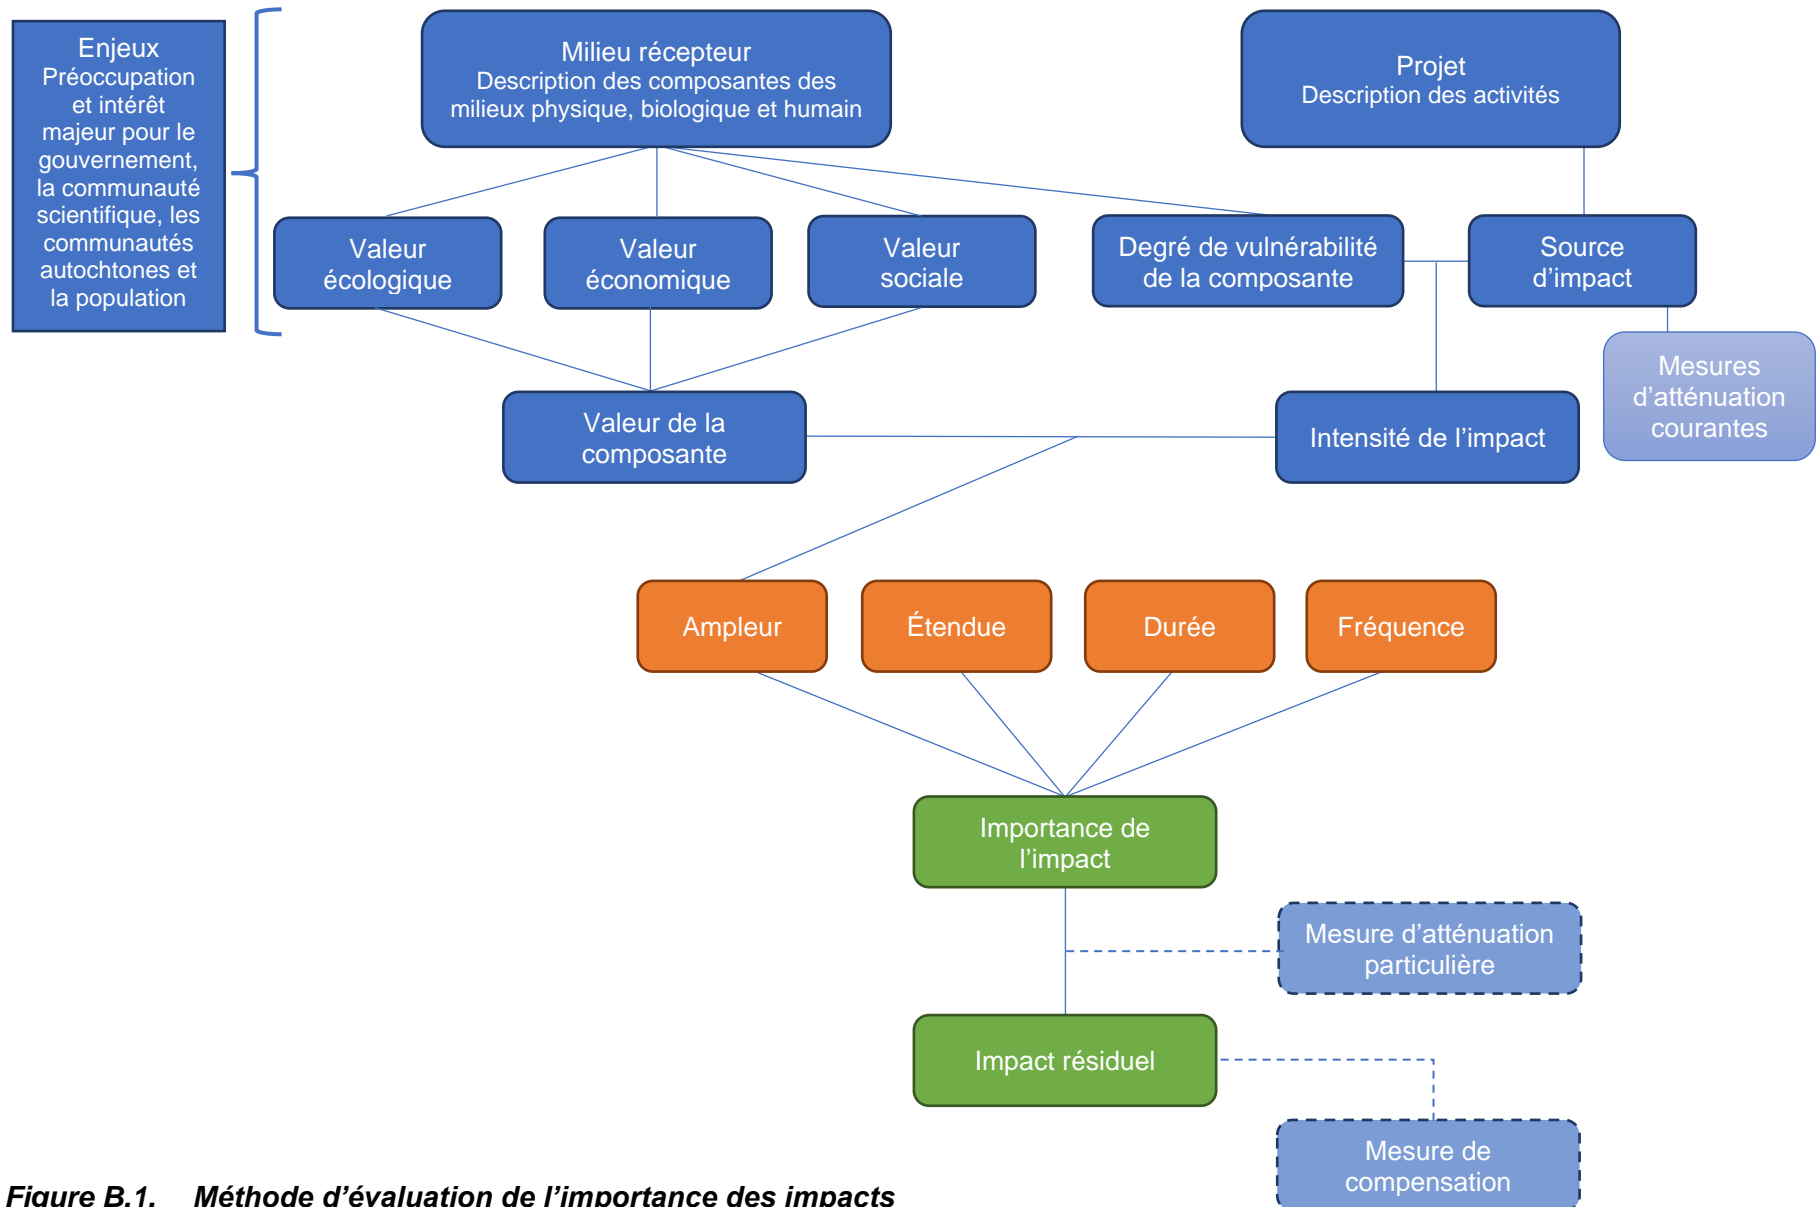 Enjeux
Préoccupation
et intérêt
majeur pour le
gouvernement,
la communauté
scientifique, les
communautés
autochtones et
la population
Milieu récepteur
Description des composantes des
milieux physique, biologique et humain
Projet
Description des activités
Valeur
écologique
Valeur
économique
Valeur
sociale
Degré de vulnérabilité
de la composante
Source
d’impact
Mesures
d’atténuation
courantes
Valeur de la
composante
Intensité de l’impact
Ampleur
Étendue
Durée
Fréquence
Importance de
l’impact
Mesure d’atténuation
particulière
Impact résiduel
Mesure de
compensation
Figure B.1. Méthode d’évaluation de l’importance des impacts